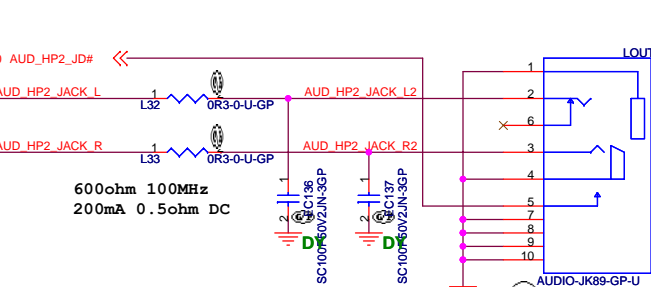 LOUT
AUD_HP2_JD#
1
AUD_HP2_JACK_L
1
2
AUD_HP2_JACK_L2
2
L32
0R3-0-U-GP
6
AUD_HP2_JACK_R
1
2
AUD_HP2_JACK_R2
3
L33
0R3-0-U-GP
4
600ohm 100MHz
200mA 0.5ohm DC
1
2
C136
SC100P50V2JN-3GP
DY
1
2
C137
SC100P50V2JN-3GP
DY
5
7
8
9
10
AUDIO-JK89-GP-U